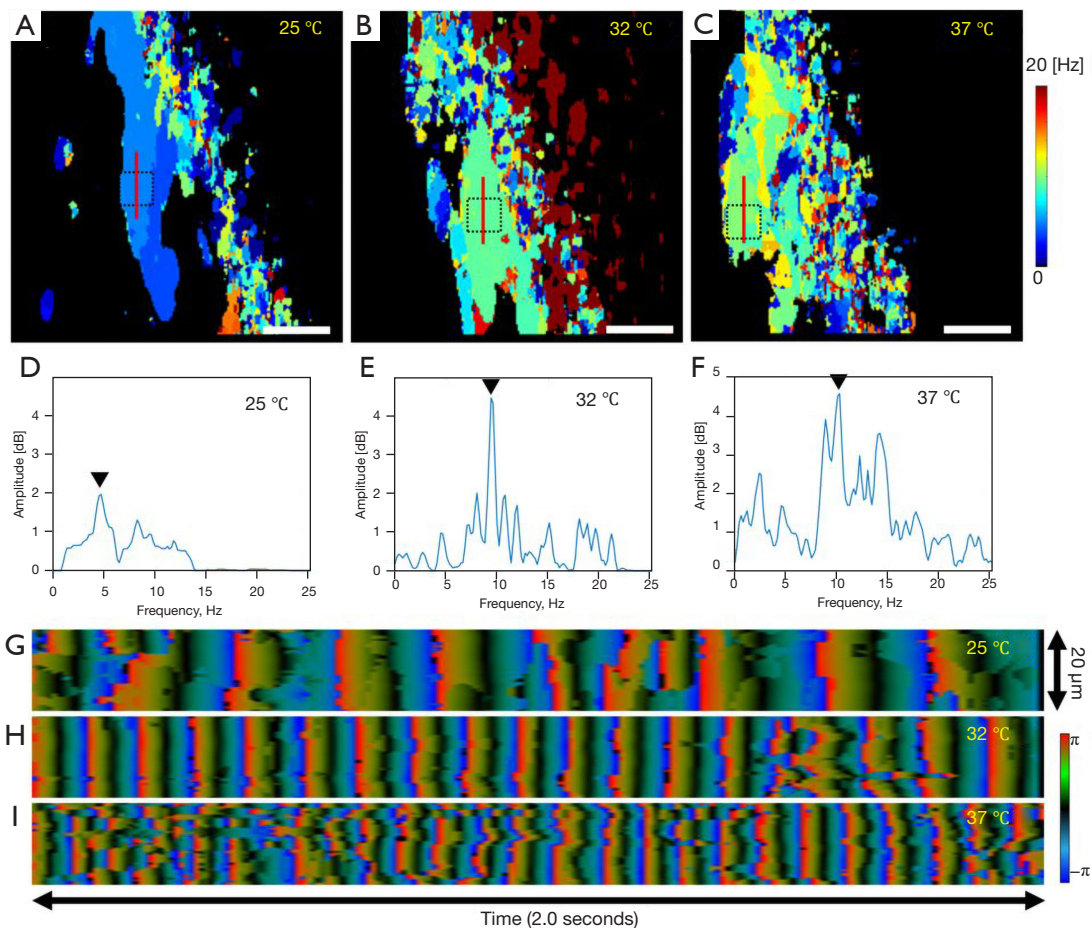 A
25 °C
B
32 °C
C
37 °C
20 [Hz]
0
D
25 °C
4
3
2
1
0
Amplitude [dB]
0 5 10 15 20 25
Frequency, Hz
E
32 °C
4
3
2
1
0
Amplitude [dB]
0 5 10 15 20 25
Frequency, Hz
F
37 °C
5
4
3
2
1
0
Amplitude [dB]
0 5 10 15 20 25
Frequency, Hz
G
25 °C
20 µm
H
32 °C
I
37 °C
π
−π
Time (2.0 seconds)